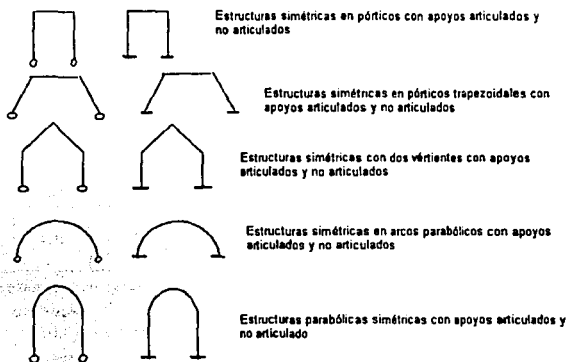 Estructuras simétricas en pórticos con apoyos articulados y
no articulados
Estructuras simétricas en pórticos trapezoidales con
apoyos articulados y no articulados
Estructuras simétricas con dos vértientes con apoyos
articulados y no articulados
Estructuras simétricas en arcos parabólicos con apoyos
articulados y no articulados
Estructuras parabólicas simétricas con apoyos articulados y
no articulado